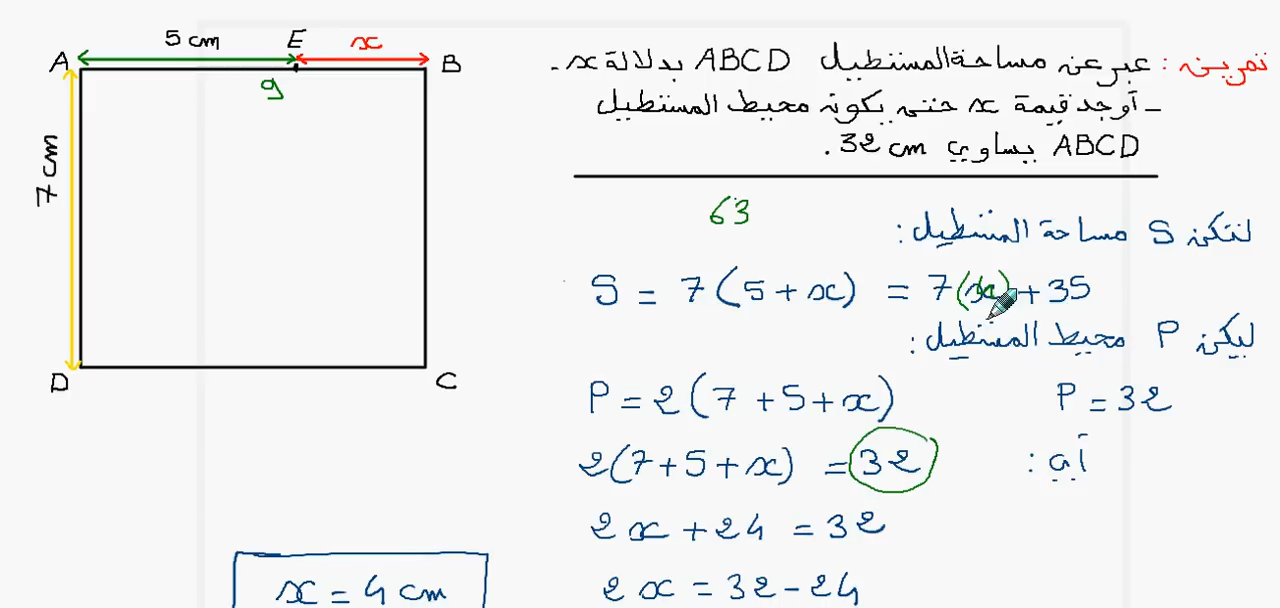 5 cm E x
A B
9
7 cm
D C
تمرين : عبر عن مساحة المستطيل ABCD بدلالة x -
- أوجد قيمة x حتى يكون محيط المستطيل
ABCD يساوي 32 cm .
63
لتكن S مساحة المستطيل :
S = 7 (5 + x) = 7(x) + 35
ليكن P محيط المستطيل :
P = 2 (7 + 5 + x) P = 32
2(7 + 5 + x) = 32 أي :
2x + 24 = 32
2x = 32 - 24
x = 4 cm